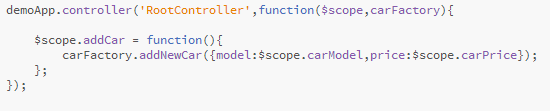 demoApp.controller('RootController',function($scope,carFactory){
$scope.addCar = function(){
carFactory.addNewCar({model:$scope.carModel,price:$scope.carPrice});
};
});